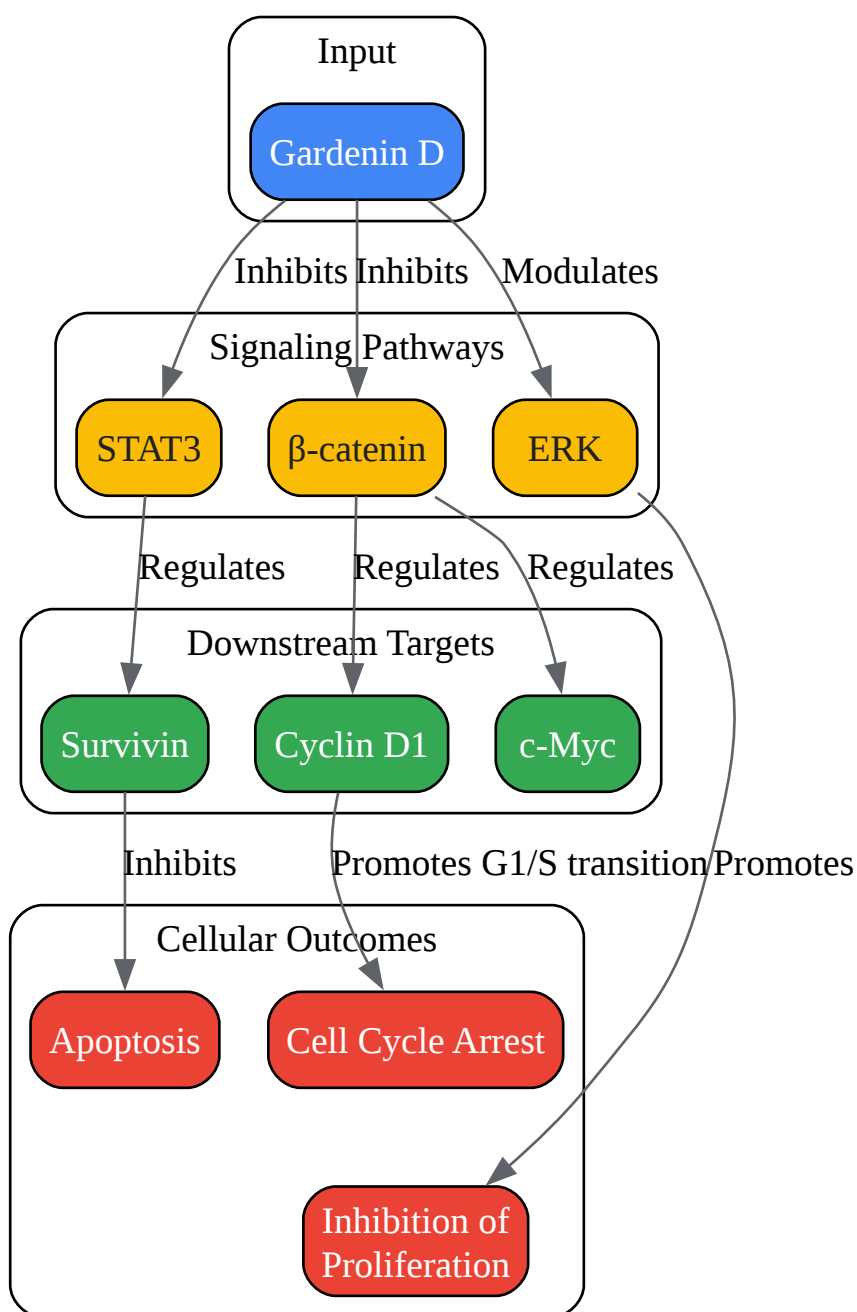 Input
Gardenin D
Inhibits
Inhibits
Modulates
Signaling Pathways
STAT3
β-catenin
ERK
Regulates
Regulates
Regulates
Downstream Targets
Survivin
Cyclin D1
c-Myc
Inhibits
Promotes G1/S transition
Promotes
Cellular Outcomes
Apoptosis
Cell Cycle Arrest
Inhibition of
Proliferation